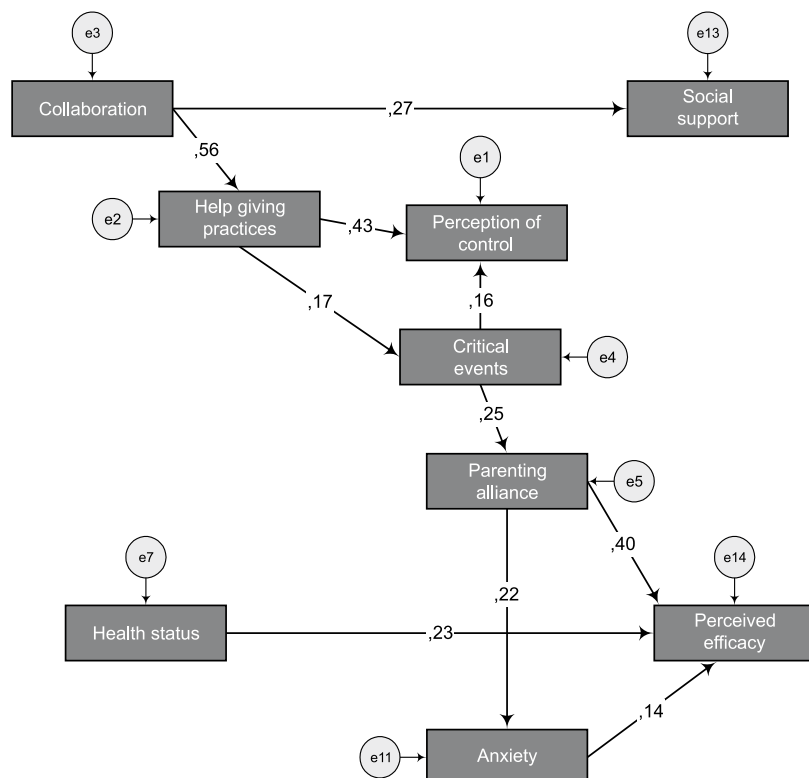 e3
e13
Collaboration
,27
Social
support
,56
e1
e2
Help giving
practices
,43
Perception of
control
,17
,16
Critical
events
e4
,25
Parenting
alliance
e5
,40
e7
,22
e14
Health status
,23
Perceived
efficacy
,14
e11
Anxiety